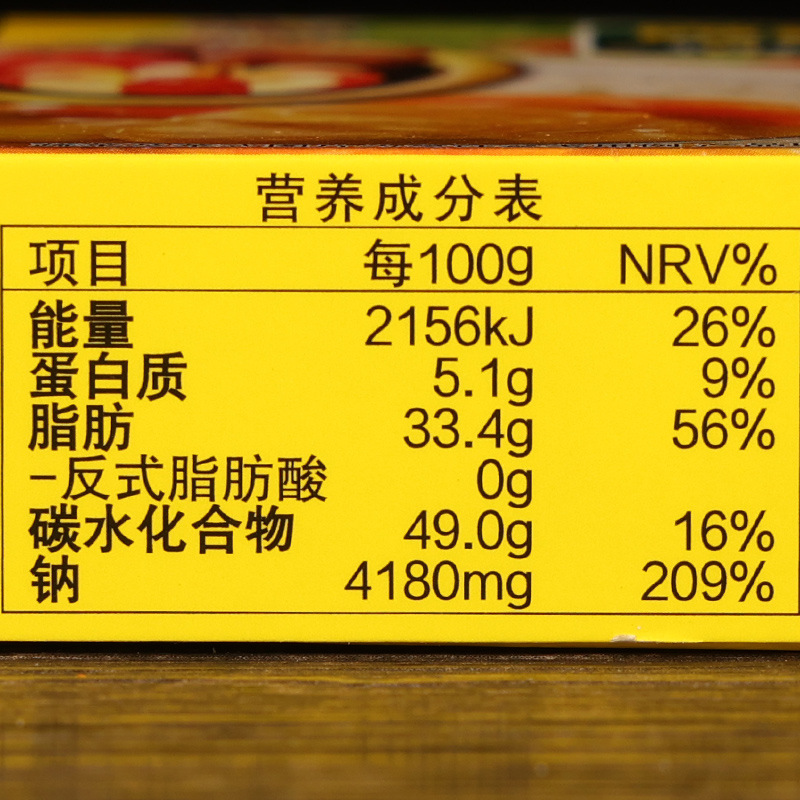 营养成分表
项目 每100g NRV%
能量 2156kJ 26%
蛋白质 5.1g 9%
脂肪 33.4g 56%
-反式脂肪酸 0g
碳水化合物 49.0g 16%
钠 4180mg 209%